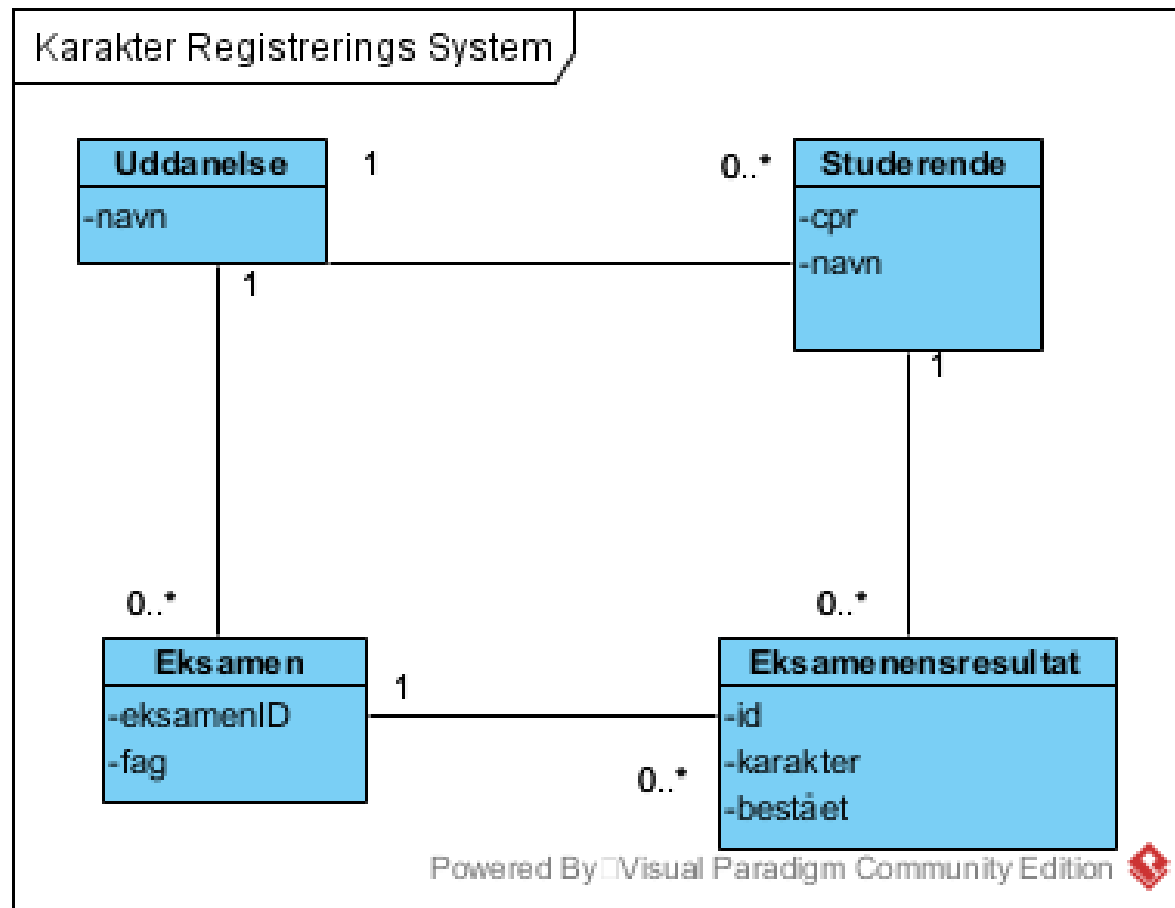 Karakter Registrerings System
Uddanelse
-navn
1
0..*
Studerende
-cpr
-navn
1
1
0..*
0..*
Eksamen
-eksamenID
-fag
1
0..*
Eksamenensresultat
-id
-karakter
-bestået
Powered By Visual Paradigm Community Edition